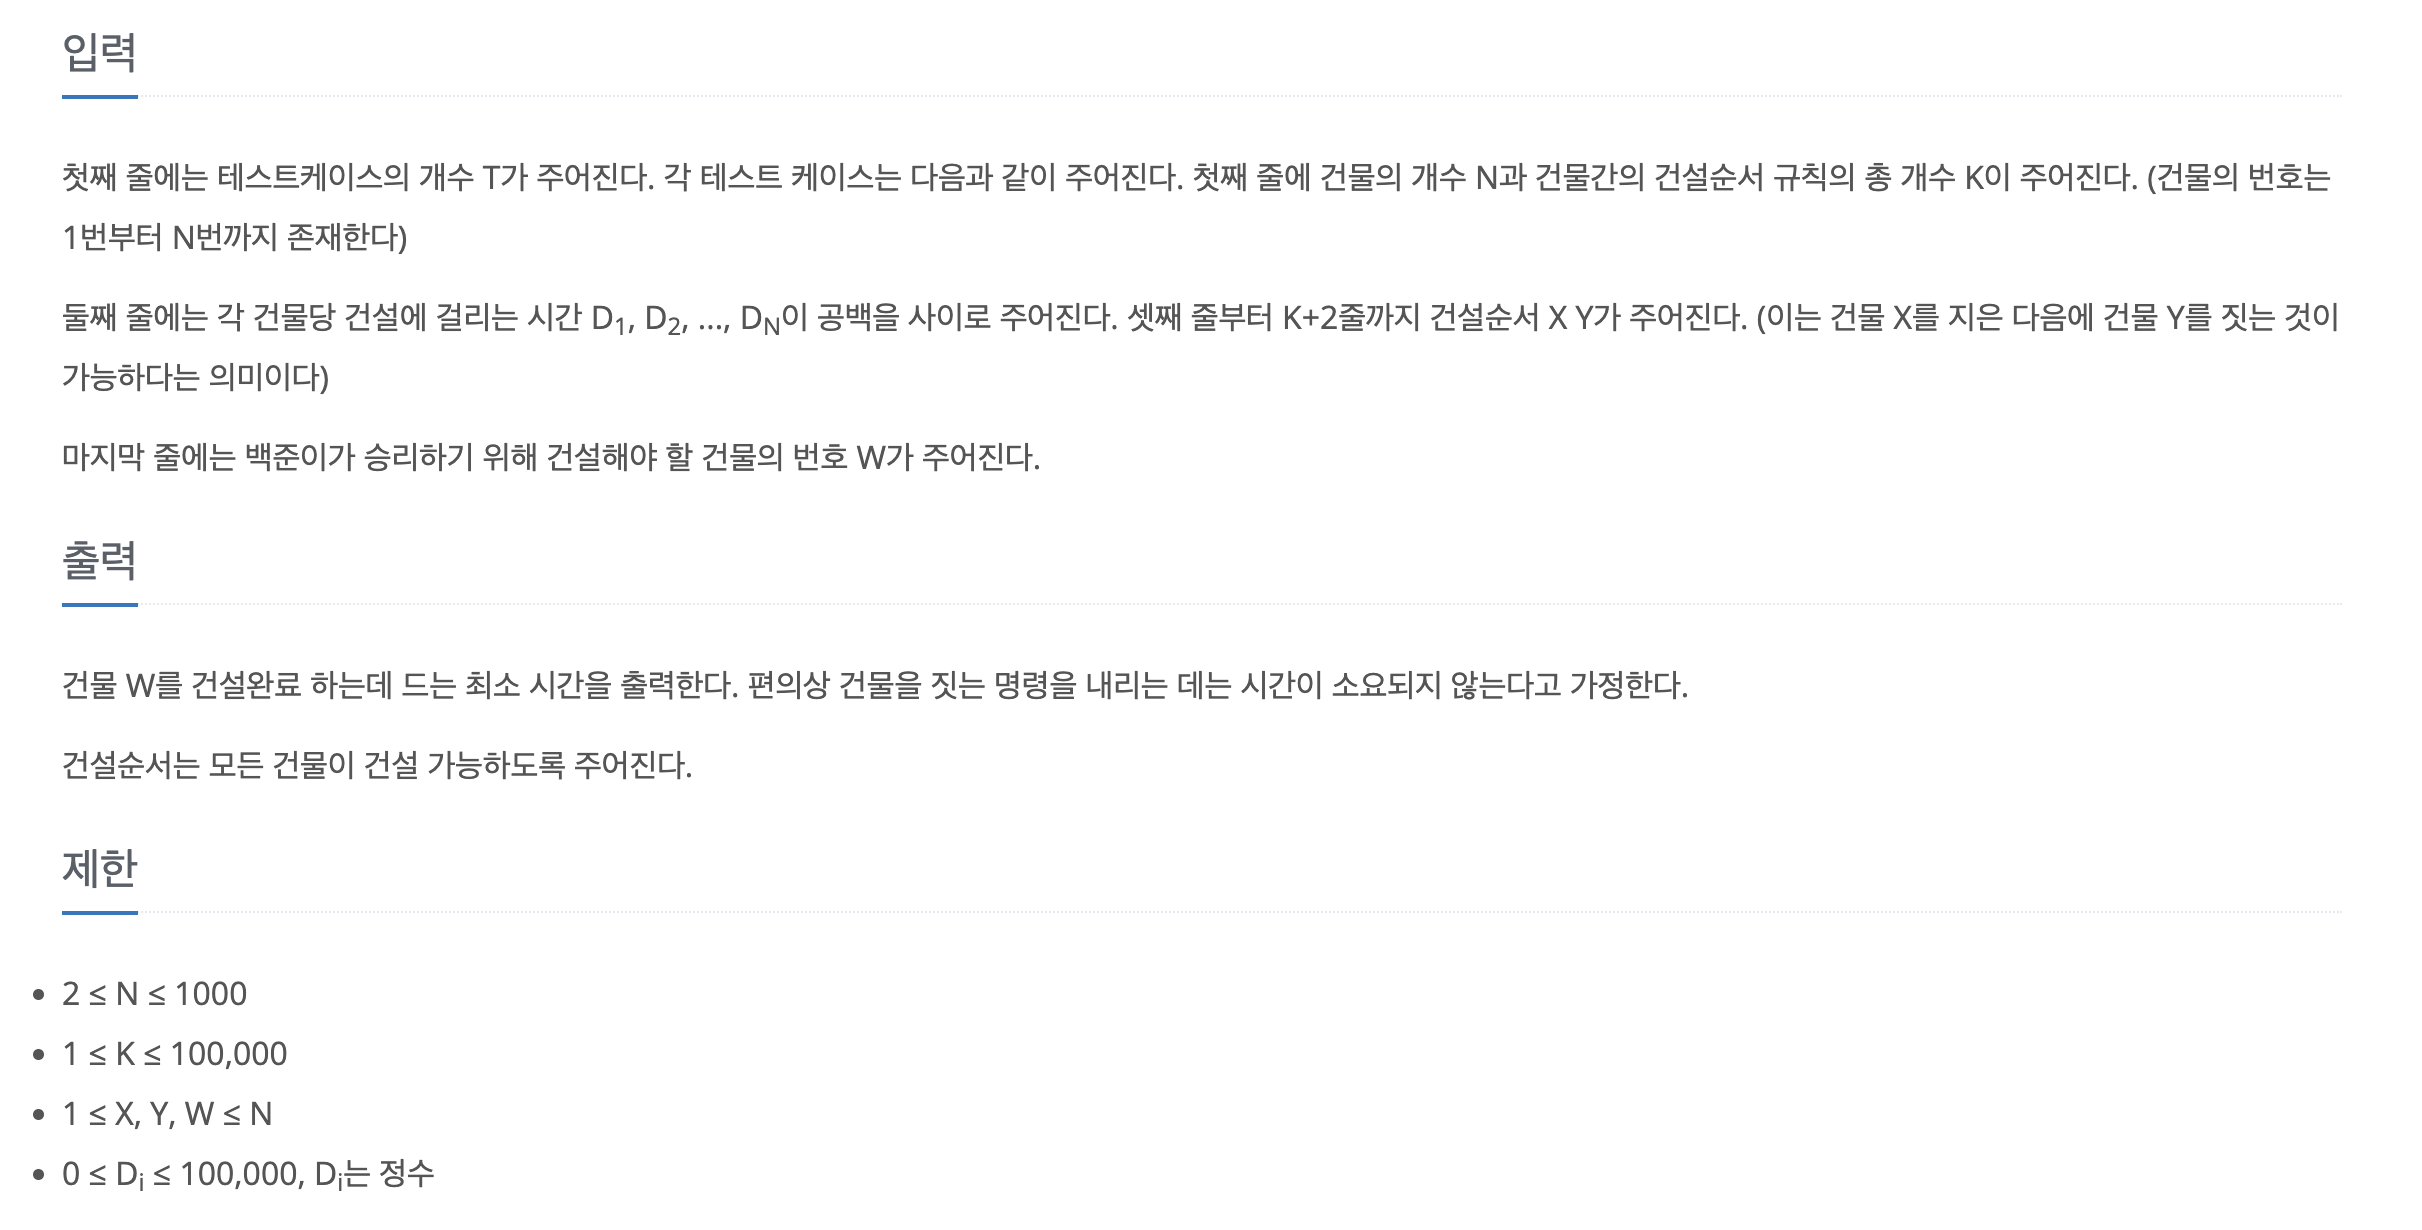 입력
첫째 줄에는 테스트케이스의 개수 T가 주어진다. 각 테스트 케이스는 다음과 같이 주어진다. 첫째 줄에 건물의 개수 N과 건물간의 건설순서 규칙의 총 개수 K이 주어진다. (건물의 번호는
1번부터 N번까지 존재한다)
둘째 줄에는 각 건물당 건설에 걸리는 시간 D1, D2, ..., DN이 공백을 사이로 주어진다. 셋째 줄부터 K+2줄까지 건설순서 X Y가 주어진다. (이는 건물 X를 지은 다음에 건물 Y를 짓는 것이
가능하다는 의미이다)
마지막 줄에는 백준이가 승리하기 위해 건설해야 할 건물의 번호 W가 주어진다.
출력
건물 W를 건설완료 하는데 드는 최소 시간을 출력한다. 편의상 건물을 짓는 명령을 내리는 데는 시간이 소요되지 않는다고 가정한다.
건설순서는 모든 건물이 건설 가능하도록 주어진다.
제한
• 2 ≤ N ≤ 1000
• 1 ≤ K ≤ 100,000
• 1 ≤ X, Y, W ≤ N
• 0 ≤ Di ≤ 100,000, Di는 정수